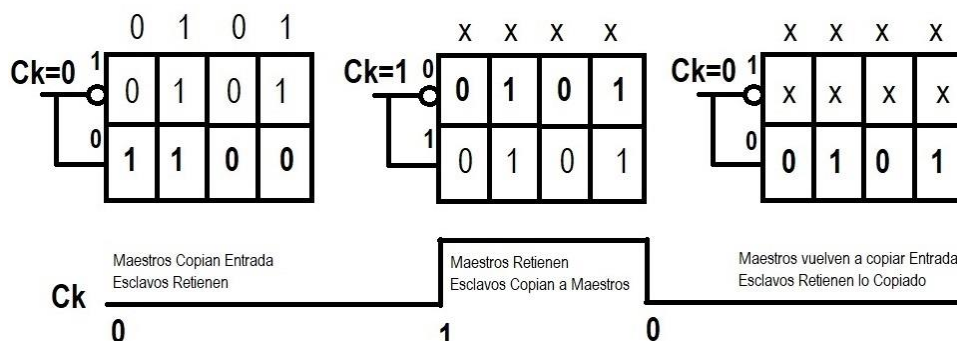 0 1 0 1
Ck=0 1
0 1 0 1
0
1 1 0 0
x x x x
Ck=1 0
0 1 0 1
1
0 1 0 1
x x x x
Ck=0 1
x x x x
0
0 1 0 1
Maestros Copian Entrada
Esclavos Retienen
Maestros Retienen
Esclavos Copian a Maestros
Maestros vuelven a copiar Entrada
Esclavos Retienen lo Copiado
Ck
0 1 0